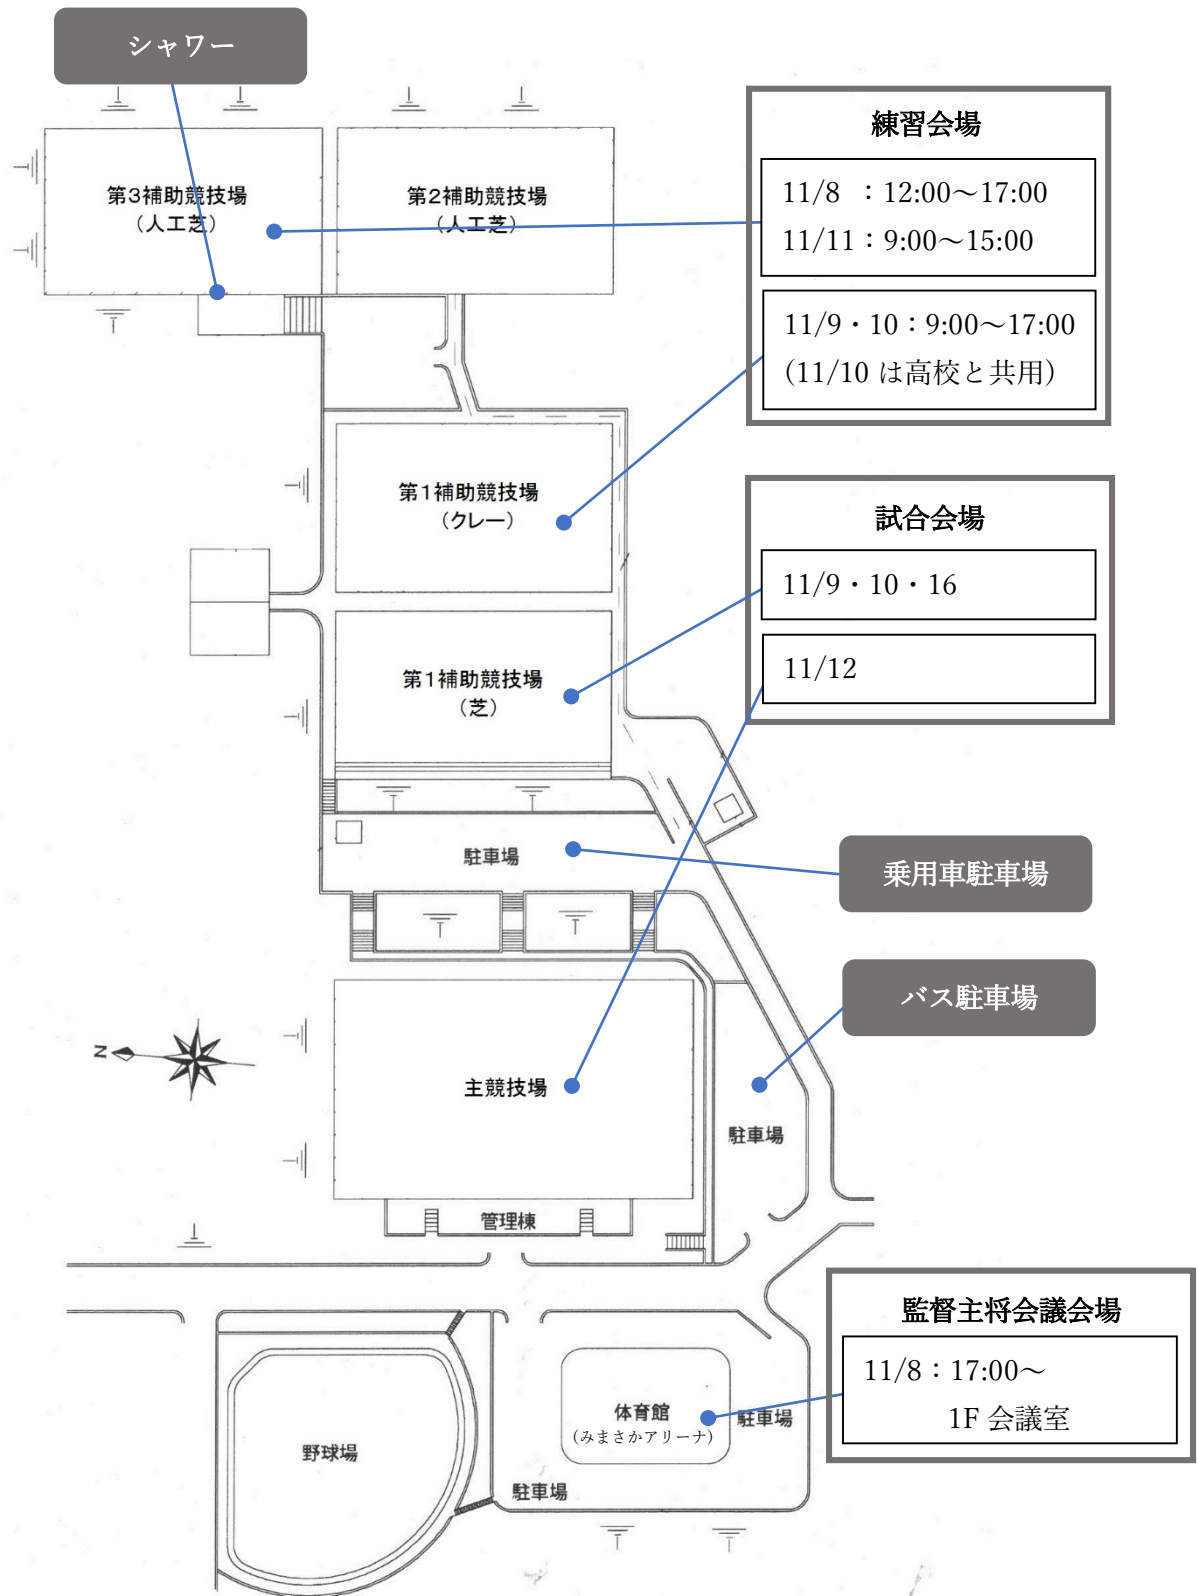 シャワー
練習会場
11/8 ：12:00～17:00
11/11：9:00～15:00
11/9・10：9:00～17:00
(11/10 は高校と共用)
第3補助競技場
(人工芝)
第2補助競技場
(人工芝)
第1補助競技場
(クレー)
試合会場
11/9・10・16
11/12
第1補助競技場
(芝)
駐車場
乗用車駐車場
バス駐車場
N
主競技場
駐車場
管理棟
監督主将会議会場
11/8：17:00～
1F 会議室
体育館
(みまさかアリーナ)
駐車場
野球場
駐車場